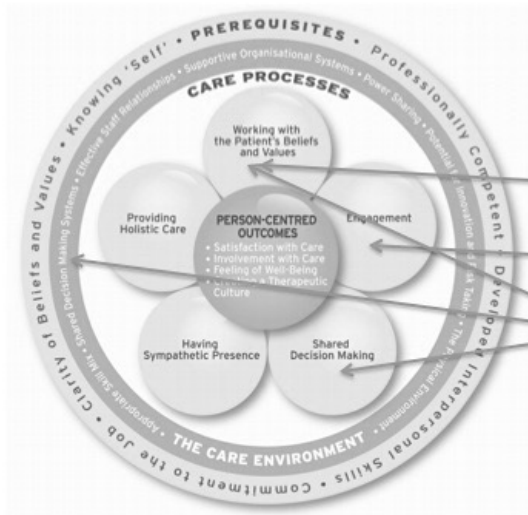 • PREREQUISITES • Professionally Competent • Developed Interpersonal Skills • Commitment to the Job • Clarity of Beliefs and Values • Knowing 'Self'
• Supportive Organisational Systems • Power Sharing • Potential for Innovation and Risk Taking • The Physical Environment
THE CARE ENVIRONMENT
• Appropriate Skill Mix • Shared Decision Making Systems • Effective Staff Relationships
CARE PROCESSES
Working with
the Patient's Beliefs
and Values
Providing
Holistic Care
Engagement
PERSON-CENTRED
OUTCOMES
• Satisfaction with Care
• Involvement with Care
• Feeling of Well-Being
• Creating a Therapeutic
Culture
Having
Sympathetic Presence
Shared
Decision Making